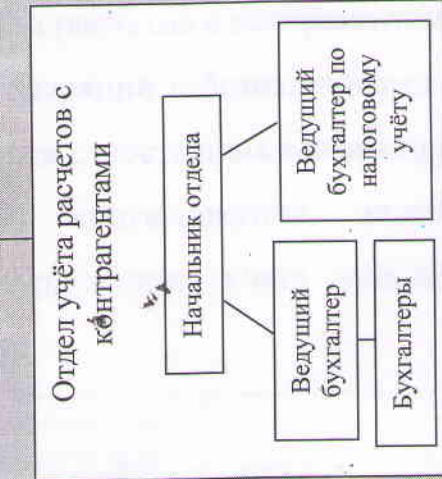 Отдел учёта расчетов с
контрагентами
Начальник отдела
Ведущий
бухгалтер
Ведущий
бухгалтер по
налоговому
учёту
Бухгалтеры